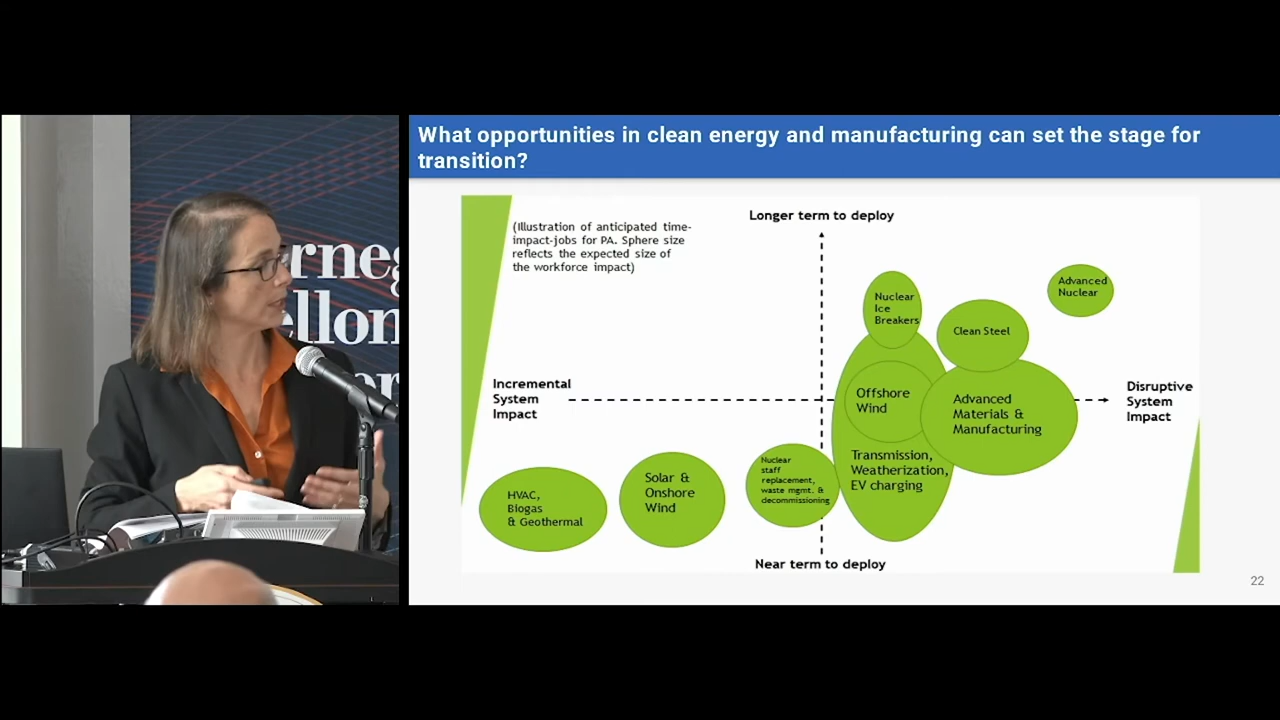 What opportunities in clean energy and manufacturing can set the stage for
transition?
(Illustration of anticipated time-
impact-jobs for PA. Sphere size
reflects the expected size of
the workforce impact)
Longer term to deploy
Nuclear
Ice
Breakers
Advanced
Nuclear
Clean Steel
Incremental
System
Impact
Offshore
Wind
Advanced
Materials &
Manufacturing
Disruptive
System
Impact
Transmission,
Weatherization,
EV charging
Nuclear
staff
replacement,
waste mgmt. &
decommissioning
Solar &
Onshore
Wind
HVAC,
Biogas
& Geothermal
Near term to deploy
22
rneg
ellon
er